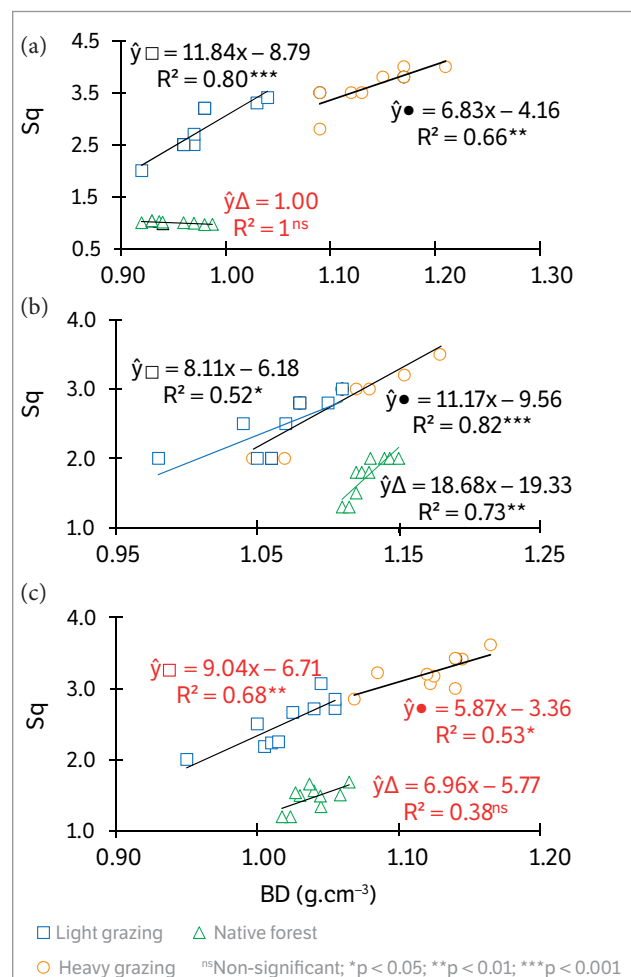 (a)
ŷ□ = 11.84x – 8.79
R² = 0.80***
ŷ● = 6.83x – 4.16
R² = 0.66**
ŷΔ = 1.00
R² = 1ⁿˢ
Sq
4.5
3.5
2.5
1.5
0.5
0.90 1.00 1.10 1.20 1.30
(b)
ŷ□ = 8.11x – 6.18
R² = 0.52*
ŷ● = 11.17x – 9.56
R² = 0.82***
ŷΔ = 18.68x – 19.33
R² = 0.73**
Sq
4.0
3.0
2.0
1.0
0.95 1.05 1.15 1.25
(c)
ŷ□ = 9.04x – 6.71
R² = 0.68**
ŷ● = 5.87x – 3.36
R² = 0.53*
ŷΔ = 6.96x – 5.77
R² = 0.38ⁿˢ
Sq
4.0
3.0
2.0
1.0
0.90 1.00 1.10 1.20
BD (g.cm⁻³)
□ Light grazing △ Native forest
○ Heavy grazing ⁿˢNon-significant; *p < 0.05; **p < 0.01; ***p < 0.001